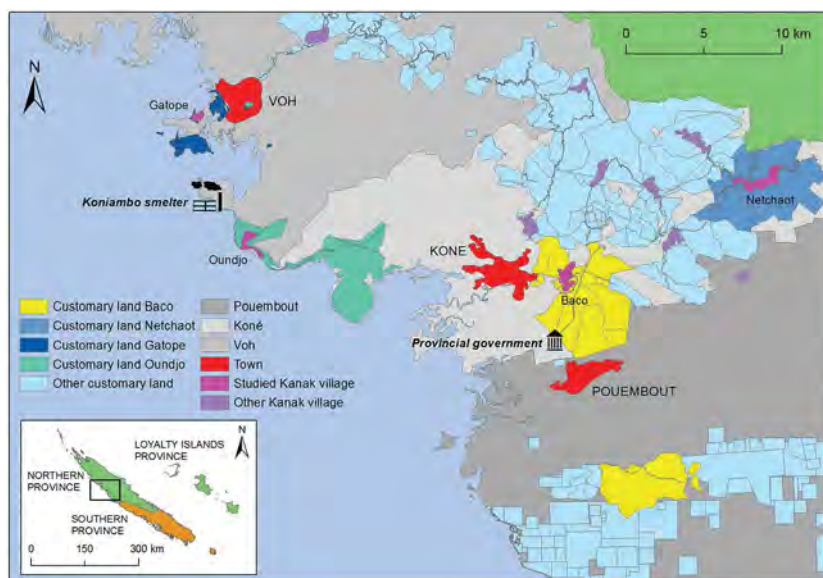 0 5 10 km
N
VOH
Gatope
Koniambo smelter
Netchaot
Oundjo
KONE
Baco
Provincial government
POUEMBOUT
Customary land Baco
Customary land Netchaot
Customary land Gatope
Customary land Oundjo
Other customary land
Pouembout
Koné
Voh
Town
Studied Kanak village
Other Kanak village
N
LOYALTY ISLANDS
PROVINCE
NORTHERN
PROVINCE
SOUTHERN
PROVINCE
0 150 300 km